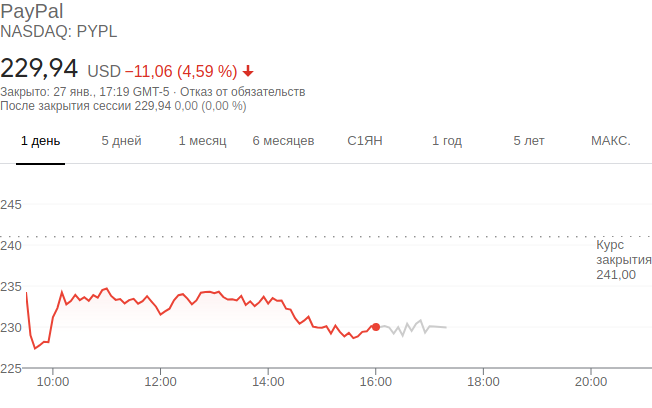 PayPal
NASDAQ: PYPL
229,94 USD −11,06 (4,59 %)
Закрыто: 27 янв., 17:19 GMT-5 · Отказ от обязательств
После закрытия сессии 229,94 0,00 (0,00 %)
1 день 5 дней 1 месяц 6 месяцев С1ЯН 1 год 5 лет МАКС.
245
240
Курс
закрытия
241,00
235
230
225
10:00 12:00 14:00 16:00 18:00 20:00